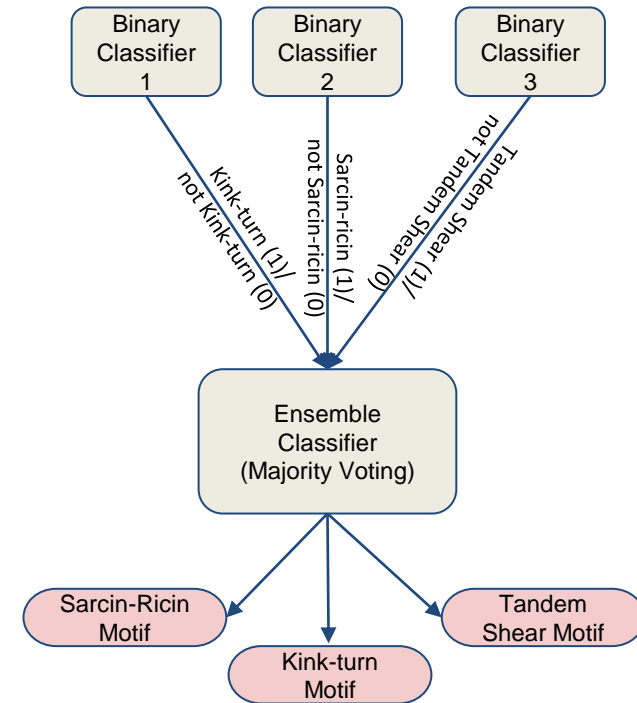 Binary
Classifier
1
Binary
Classifier
2
Binary
Classifier
3
Kink-turn (1)/
not Kink-turn (0)
Sarcin-ricin (1)/
not Sarcin-ricin (0)
Tandem Shear (1)/
not Tandem Shear (0)
Ensemble
Classifier
(Majority Voting)
Sarcin-Ricin
Motif
Kink-turn
Motif
Tandem
Shear Motif